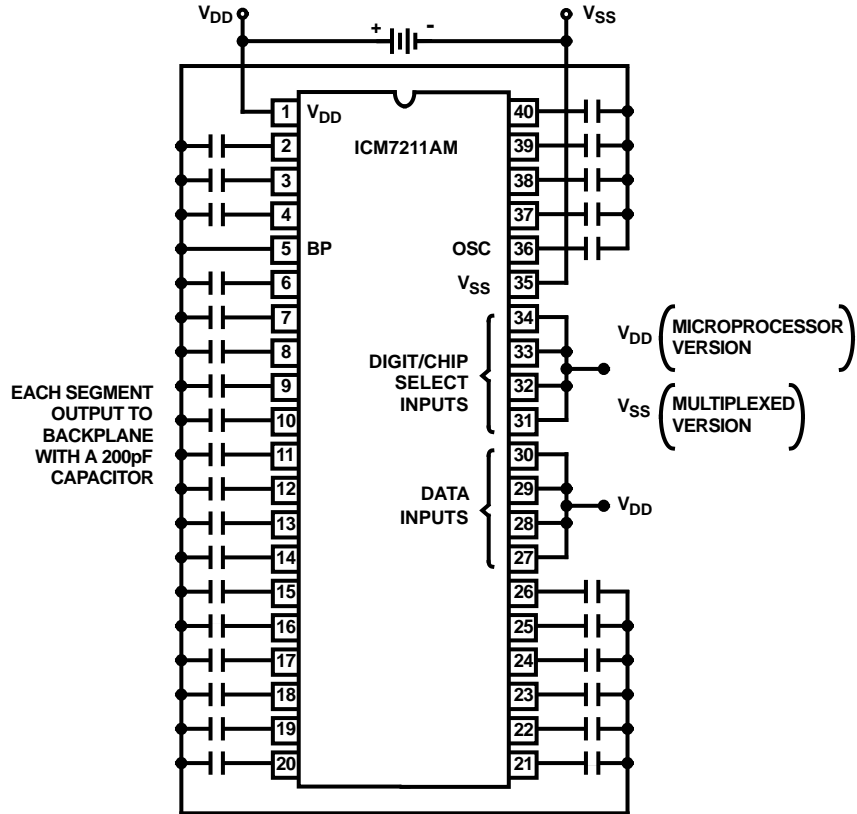 VDD
VSS
+ -
1 VDD
40
ICM7211AM
2
39
3
38
4
37
5 BP
OSC 36
6
VSS 35
7
34
8
33
9
32
10
31
11
30
12
29
13
28
14
27
15
26
16
25
17
24
18
23
19
22
20
21
DIGIT/CHIP
SELECT
INPUTS
DATA
INPUTS
VDD (MICROPROCESSOR
VERSION)
VSS (MULTIPLEXED
VERSION)
VDD
EACH SEGMENT
OUTPUT TO
BACKPLANE
WITH A 200pF
CAPACITOR